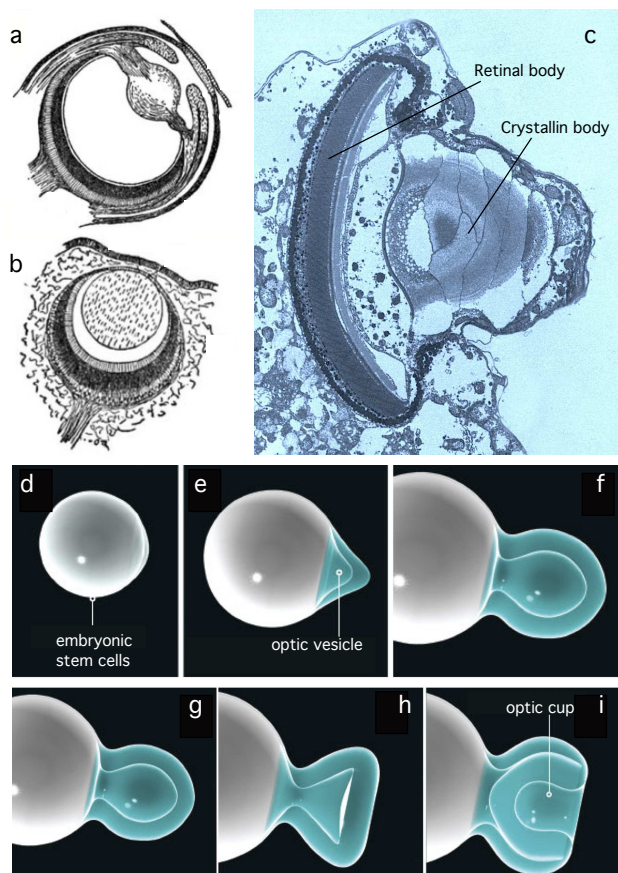 a
c
Retinal body
Crystallin body
b
d
e
f
embryonic
stem cells
optic vesicle
g
h
optic cup
i